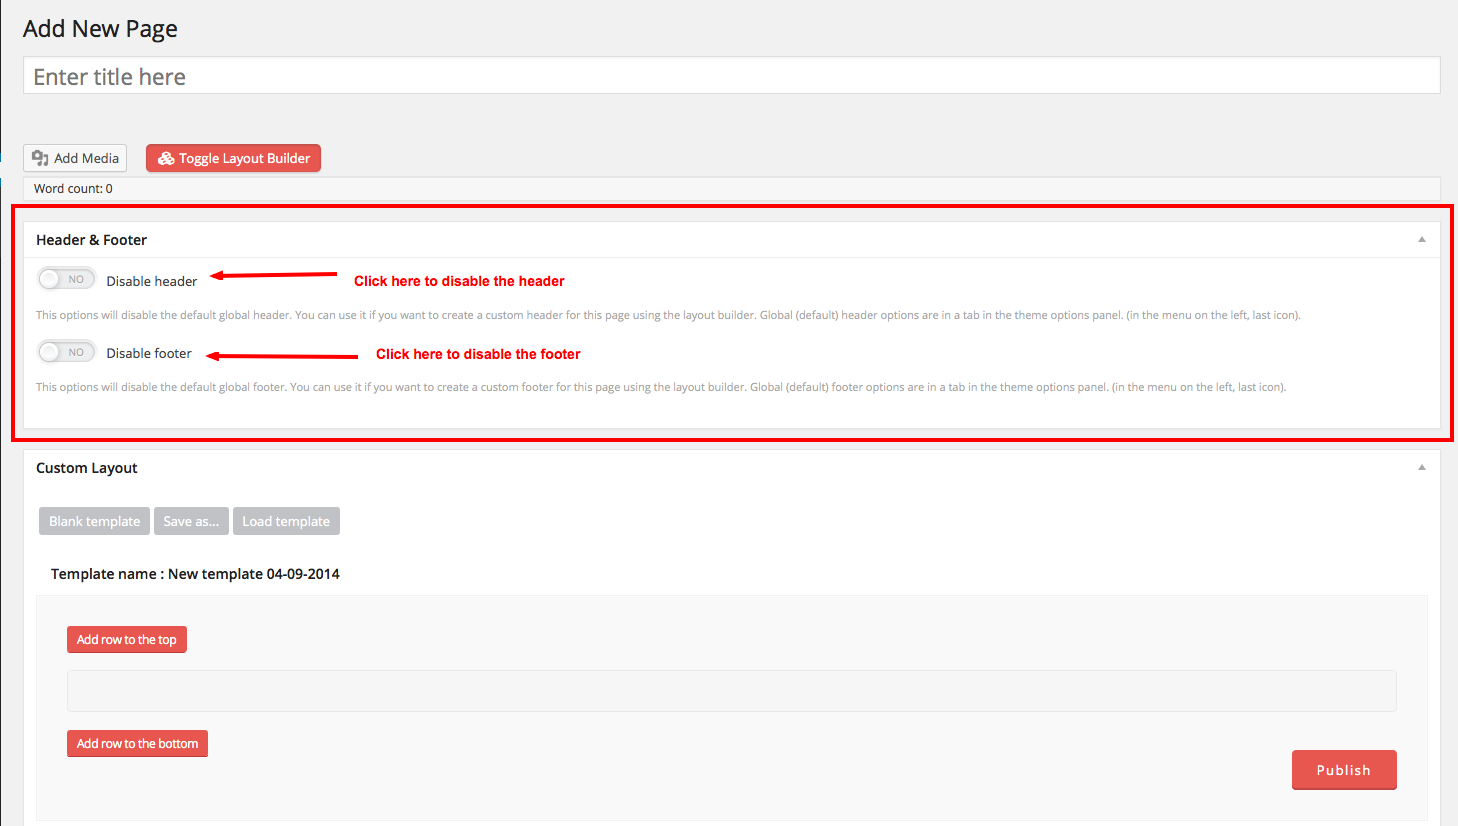 Add New Page
Enter title here
Add Media
Toggle Layout Builder
Word count: 0
Header & Footer
NO
Disable header
Click here to disable the header
This options will disable the default global header. You can use it if you want to create a custom header for this page using the layout builder. Global (default) header options are in a tab in the theme options panel. (in the menu on the left, last icon).
NO
Disable footer
Click here to disable the footer
This options will disable the default global footer. You can use it if you want to create a custom footer for this page using the layout builder. Global (default) footer options are in a tab in the theme options panel. (in the menu on the left, last icon).
Custom Layout
Blank template
Save as...
Load template
Template name : New template 04-09-2014
Add row to the top
Add row to the bottom
Publish